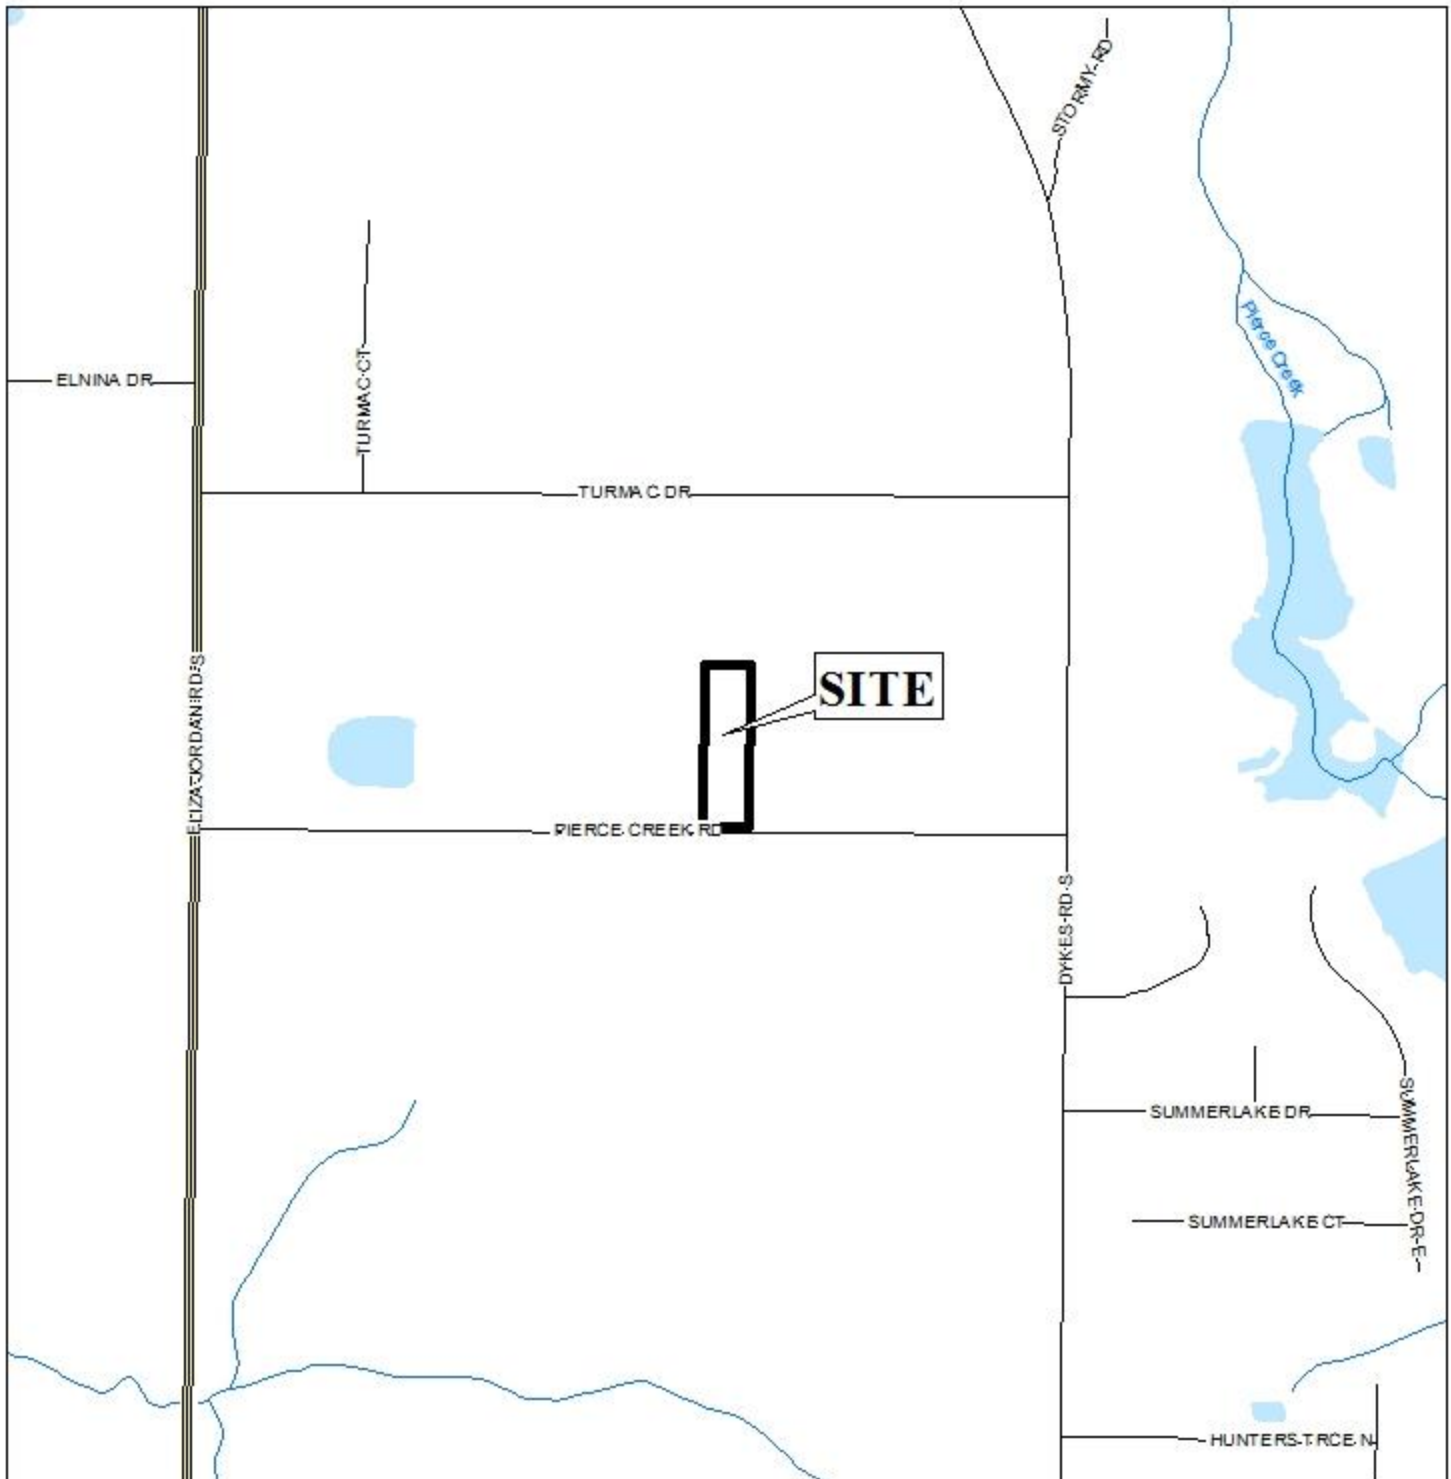 STORMY RD
Pierce Creek
ELNINA DR
TURMAC CT
TURMAC DR
SITE
ELIZA JORDAN RD S
PIERCE CREEK RD
DYKES RD S
SUMMERLAKE DR
SUMMERLAKE DR E
SUMMERLAKE CT
HUNTERS TRCE N